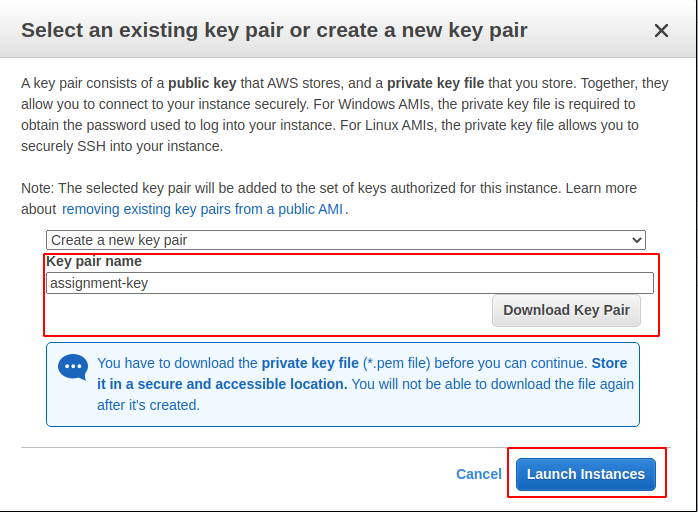 Select an existing key pair or create a new key pair
A key pair consists of a public key that AWS stores, and a private key file that you store. Together, they
allow you to connect to your instance securely. For Windows AMIs, the private key file is required to
obtain the password used to log into your instance. For Linux AMIs, the private key file allows you to
securely SSH into your instance.
Note: The selected key pair will be added to the set of keys authorized for this instance. Learn more
about removing existing key pairs from a public AMI.
Create a new key pair
Key pair name
assignment-key
Download Key Pair
You have to download the private key file (*.pem file) before you can continue. Store
it in a secure and accessible location. You will not be able to download the file again
after it's created.
Cancel Launch Instances